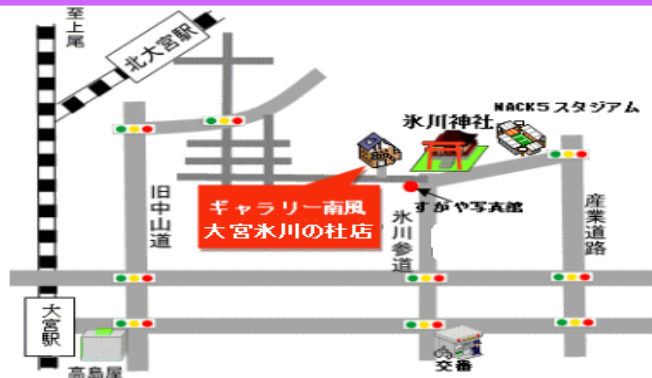 至上尾
北大宮駅
NACK5スタジアム
氷川神社
ギャラリー南風
大宮氷川の杜店
すがや写真館
旧中山道
氷川参道
産業道路
大宮駅
高島屋
交番